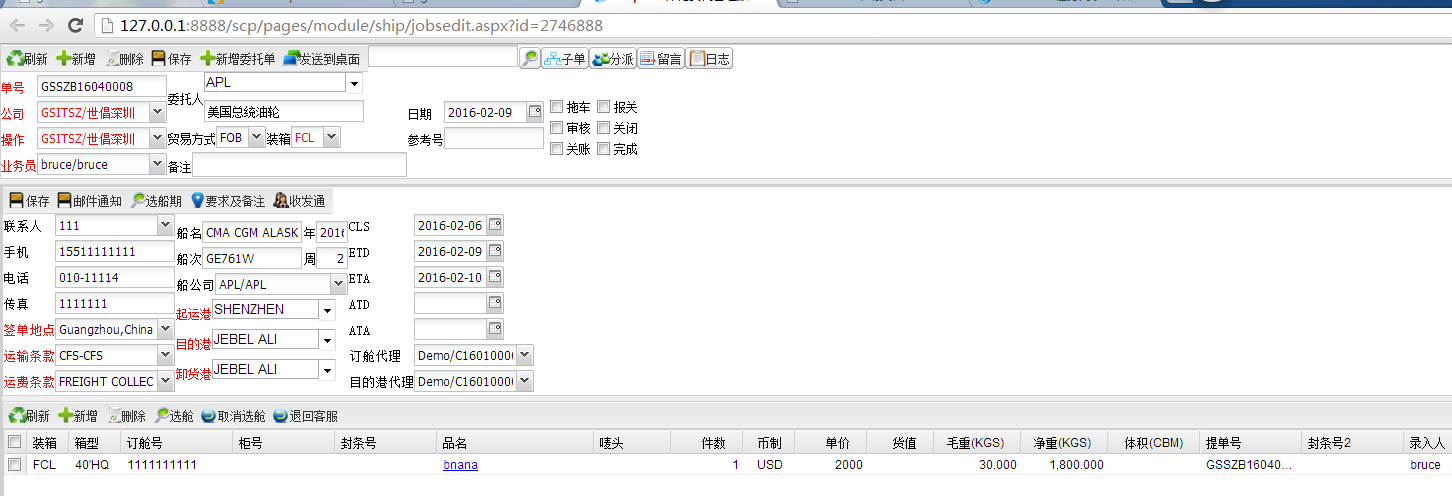 127.0.0.1:8888/scp/pages/module/ship/jobsedit.aspx?id=2746888
刷新 新增 删除 保存 新增委托单 发送到桌面 子单 分派 留言 日志
单号 GSSZB16040008 委托人 APL
公司 GSITSZ/世倡深圳 美国总统油轮 日期 2016-02-09 拖车 报关
操作 GSITSZ/世倡深圳 贸易方式 FOB 装箱 FCL 参考号 审核 关闭
业务员 bruce/bruce 备注 关账 完成
保存 邮件通知 选船期 要求及备注 收发通
联系人 111 船名 CMA CGM ALASK 年 2016 CLS 2016-02-06
手机 15511111111 船次 GE761W 周 2 ETD 2016-02-09
电话 010-11114 船公司 APL/APL ETA 2016-02-10
传真 1111111 起运港 SHENZHEN ATD
签单地点 Guangzhou,China 目的港 JEBEL ALI ATA
运输条款 CFS-CFS 卸货港 JEBEL ALI 订舱代理 Demo/C1601000
运费条款 FREIGHT COLLEC 目的港代理 Demo/C1601000
刷新 新增 删除 选舱 取消选舱 退回客服
装箱 箱型 订舱号 柜号 封条号 品名 唛头 件数 币制 单价 货值 毛重(KGS) 净重(KGS) 体积(CBM) 提单号 封条号2 录入人
FCL 40'HQ 1111111111 bnana 1 USD 2000 30.000 1,800.000 GSSZB16040... bruce